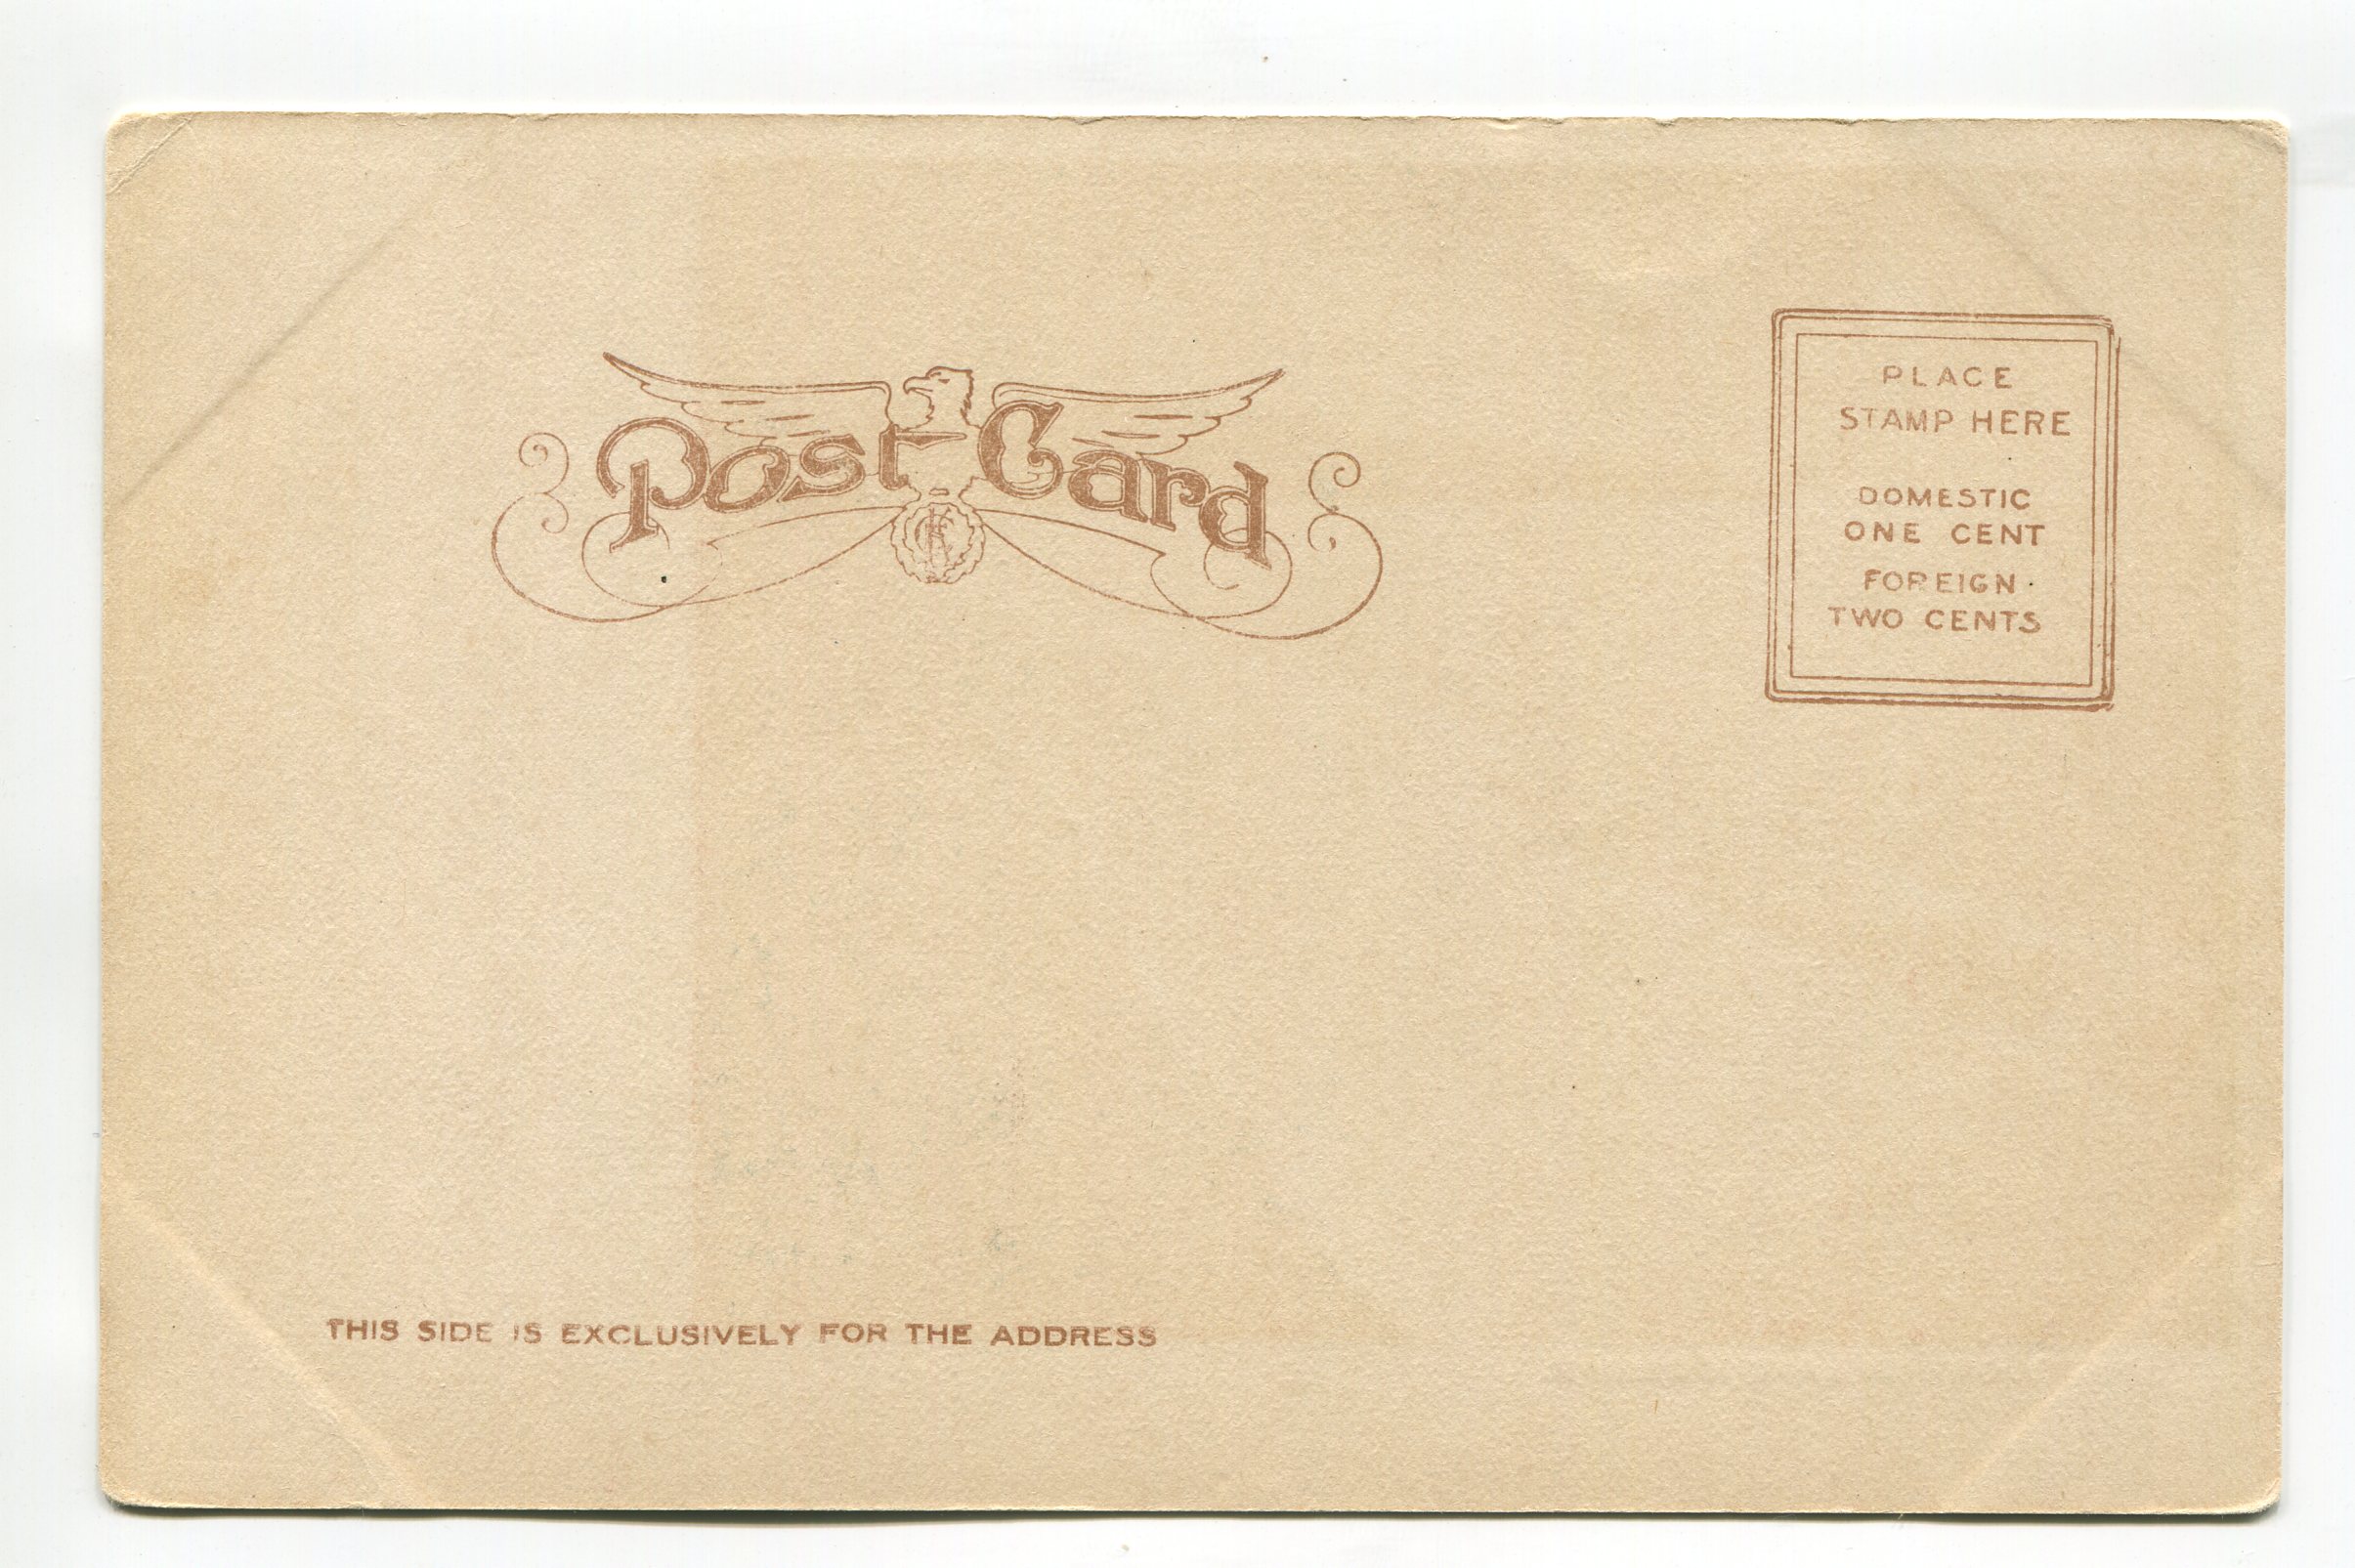 Post Card
PLACE
STAMP HERE
DOMESTIC
ONE CENT
FOREIGN
TWO CENTS
THIS SIDE IS EXCLUSIVELY FOR THE ADDRESS